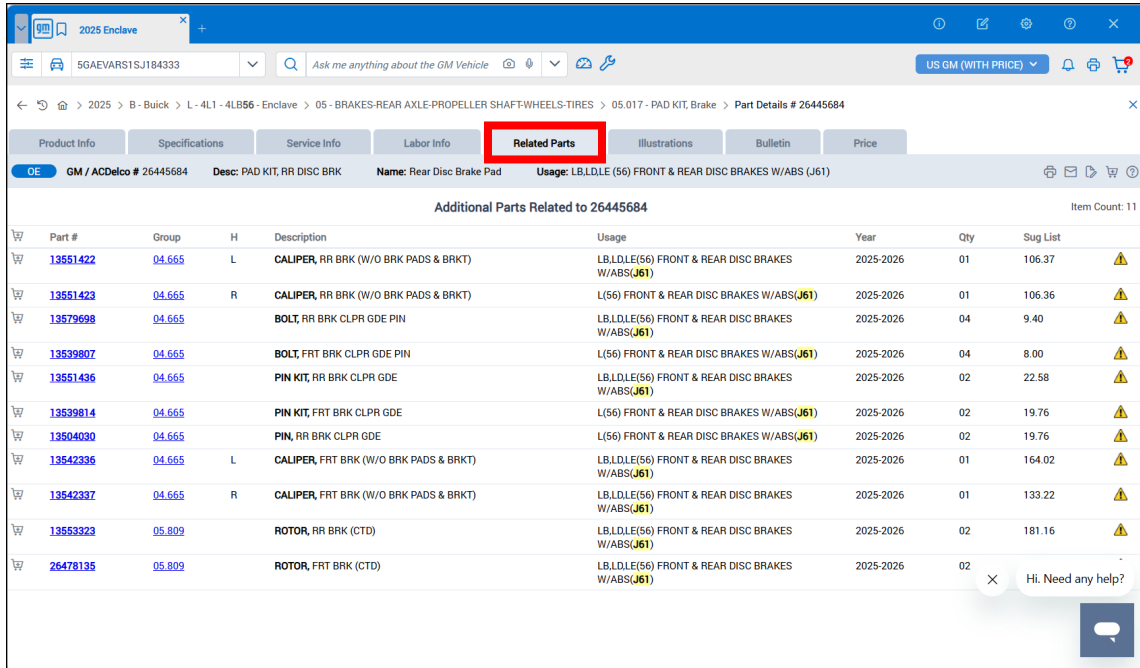 gm 2025 Enclave
5GAEVARS1SJ184333 Ask me anything about the GM Vehicle US GM (WITH PRICE) 2
2025 > B - Buick > L - 4L1 - 4LB56 - Enclave > 05 - BRAKES-REAR AXLE-PROPELLER SHAFT-WHEELS-TIRES > 05.017 - PAD KIT, Brake > Part Details # 26445684
Product Info Specifications Service Info Labor Info Related Parts Illustrations Bulletin Price
OE GM / ACDelco # 26445684 Desc: PAD KIT, RR DISC BRK Name: Rear Disc Brake Pad Usage: LB,LD,LE (56) FRONT & REAR DISC BRAKES W/ABS (J61)
Additional Parts Related to 26445684 Item Count: 11
Part # Group H Description Usage Year Qty Sug List
13551422 04.665 L CALIPER, RR BRK (W/O BRK PADS & BRKT) LB,LD,LE(56) FRONT & REAR DISC BRAKES 2025-2026 01 106.37
W/ABS(J61)
13551423 04.665 R CALIPER, RR BRK (W/O BRK PADS & BRKT) L(56) FRONT & REAR DISC BRAKES W/ABS(J61) 2025-2026 01 106.36
13579698 04.665 BOLT, RR BRK CLPR GDE PIN LB,LD,LE(56) FRONT & REAR DISC BRAKES 2025-2026 04 9.40
W/ABS(J61)
13539807 04.665 BOLT, FRT BRK CLPR GDE PIN L(56) FRONT & REAR DISC BRAKES W/ABS(J61) 2025-2026 04 8.00
13551436 04.665 PIN KIT, RR BRK CLPR GDE LB,LD,LE(56) FRONT & REAR DISC BRAKES 2025-2026 02 22.58
W/ABS(J61)
13539814 04.665 PIN KIT, FRT BRK CLPR GDE L(56) FRONT & REAR DISC BRAKES W/ABS(J61) 2025-2026 02 19.76
13504030 04.665 PIN, RR BRK CLPR GDE L(56) FRONT & REAR DISC BRAKES W/ABS(J61) 2025-2026 02 19.76
13542336 04.665 L CALIPER, FRT BRK (W/O BRK PADS & BRKT) LB,LD,LE(56) FRONT & REAR DISC BRAKES 2025-2026 01 164.02
W/ABS(J61)
13542337 04.665 R CALIPER, FRT BRK (W/O BRK PADS & BRKT) LB,LD,LE(56) FRONT & REAR DISC BRAKES 2025-2026 01 133.22
W/ABS(J61)
13553323 05.809 ROTOR, RR BRK (CTD) LB,LD,LE(56) FRONT & REAR DISC BRAKES 2025-2026 02 181.16
W/ABS(J61)
26478135 05.809 ROTOR, FRT BRK (CTD) LB,LD,LE(56) FRONT & REAR DISC BRAKES 2025-2026 02
W/ABS(J61)
Hi. Need any help?